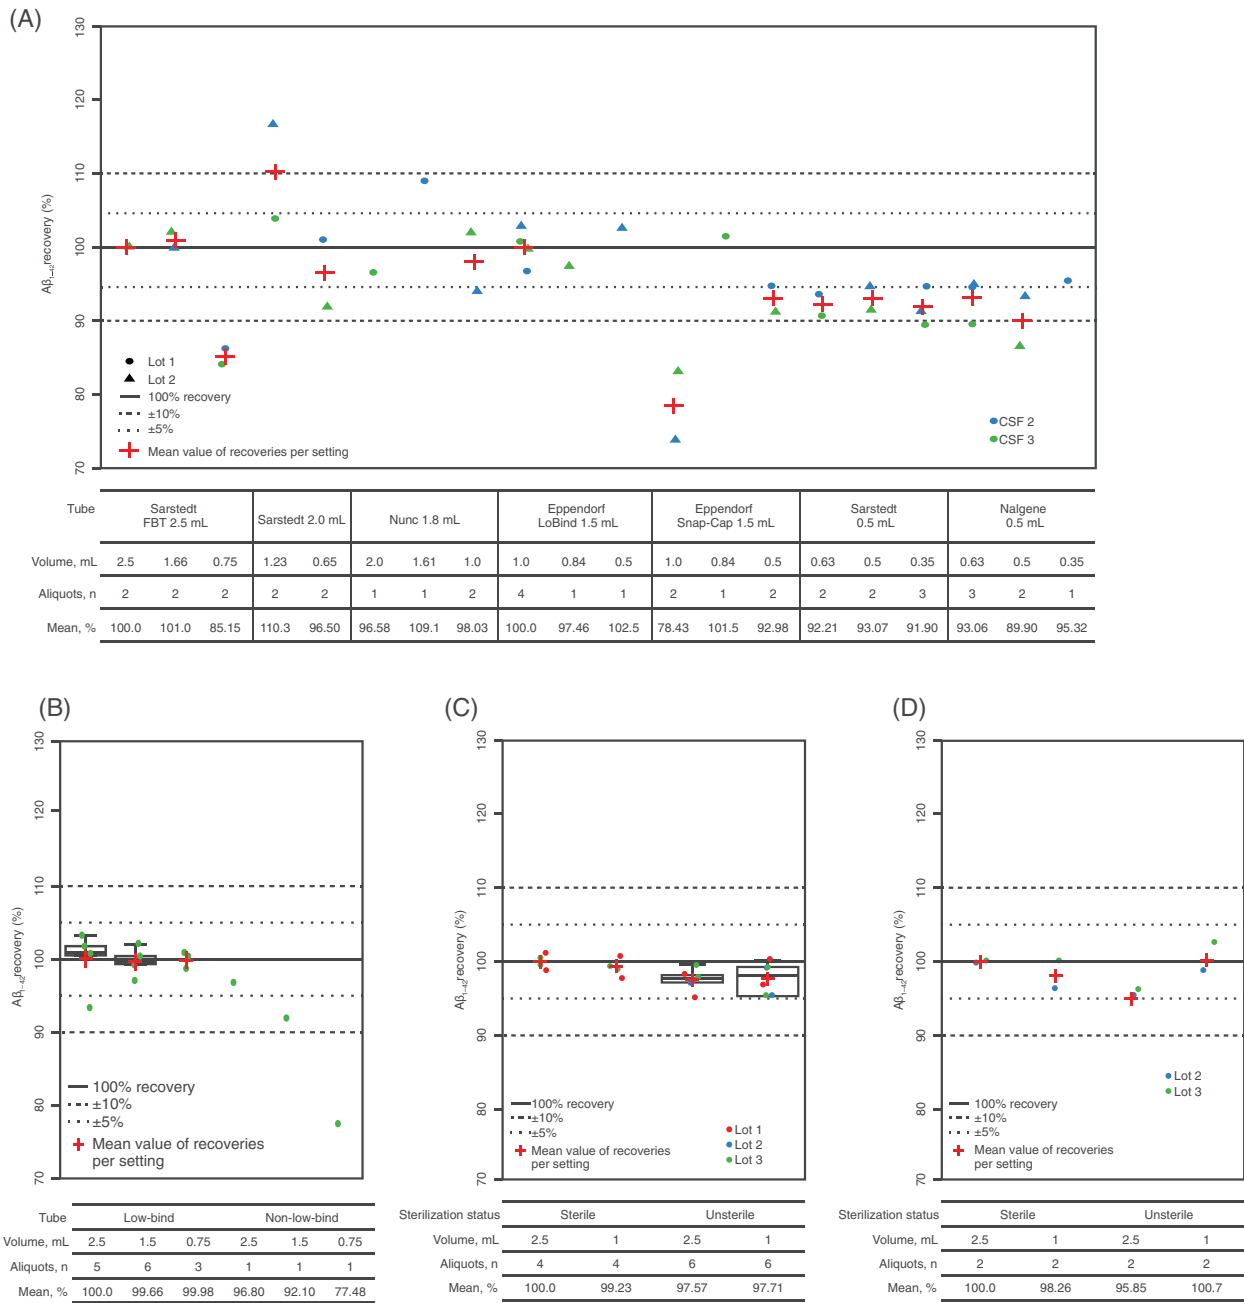 (A)
130
120
110
100
90
80
70
Aβ1–42 recovery (%)
Lot 1
Lot 2
100% recovery
±10%
±5%
Mean value of recoveries per setting
CSF 2
CSF 3
Tube
Sarstedt FBT 2.5 mL
Sarstedt 2.0 mL
Nunc 1.8 mL
Eppendorf LoBind 1.5 mL
Eppendorf Snap-Cap 1.5 mL
Sarstedt 0.5 mL
Nalgene 0.5 mL
Volume, mL 2.5 1.66 0.75 1.23 0.65 2.0 1.61 1.0 1.0 0.84 0.5 1.0 0.84 0.5 0.63 0.5 0.35 0.63 0.5 0.35
Aliquots, n 2 2 2 2 2 1 1 2 4 1 1 2 1 2 2 2 3 3 2 1
Mean, % 100.0 101.0 85.15 110.3 96.50 96.58 109.1 98.03 100.0 97.46 102.5 78.43 101.5 92.98 92.21 93.07 91.90 93.06 89.90 95.32
(B)
130
120
110
100
90
80
70
Aβ1–42 recovery (%)
100% recovery
±10%
±5%
Mean value of recoveries
per setting
Tube Low-bind Non-low-bind
Volume, mL 2.5 1.5 0.75 2.5 1.5 0.75
Aliquots, n 5 6 3 1 1 1
Mean, % 100.0 99.66 99.98 96.80 92.10 77.48
(C)
130
120
110
100
90
80
70
Aβ1–42 recovery (%)
100% recovery
±10%
±5%
Mean value of recoveries
per setting
Lot 1
Lot 2
Lot 3
Sterilization status Sterile Unsterile
Volume, mL 2.5 1 2.5 1
Aliquots, n 4 4 6 6
Mean, % 100.0 99.23 97.57 97.71
(D)
130
120
110
100
90
80
70
Aβ1–42 recovery (%)
100% recovery
±10%
±5%
Mean value of recoveries
per setting
Lot 2
Lot 3
Sterilization status Sterile Unsterile
Volume, mL 2.5 1 2.5 1
Aliquots, n 2 2 2 2
Mean, % 100.0 98.26 95.85 100.7